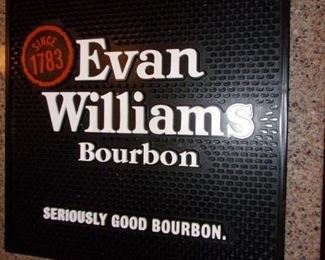 SINCE
1783
Evan
Williams
Bourbon
SERIOUSLY GOOD BOURBON.